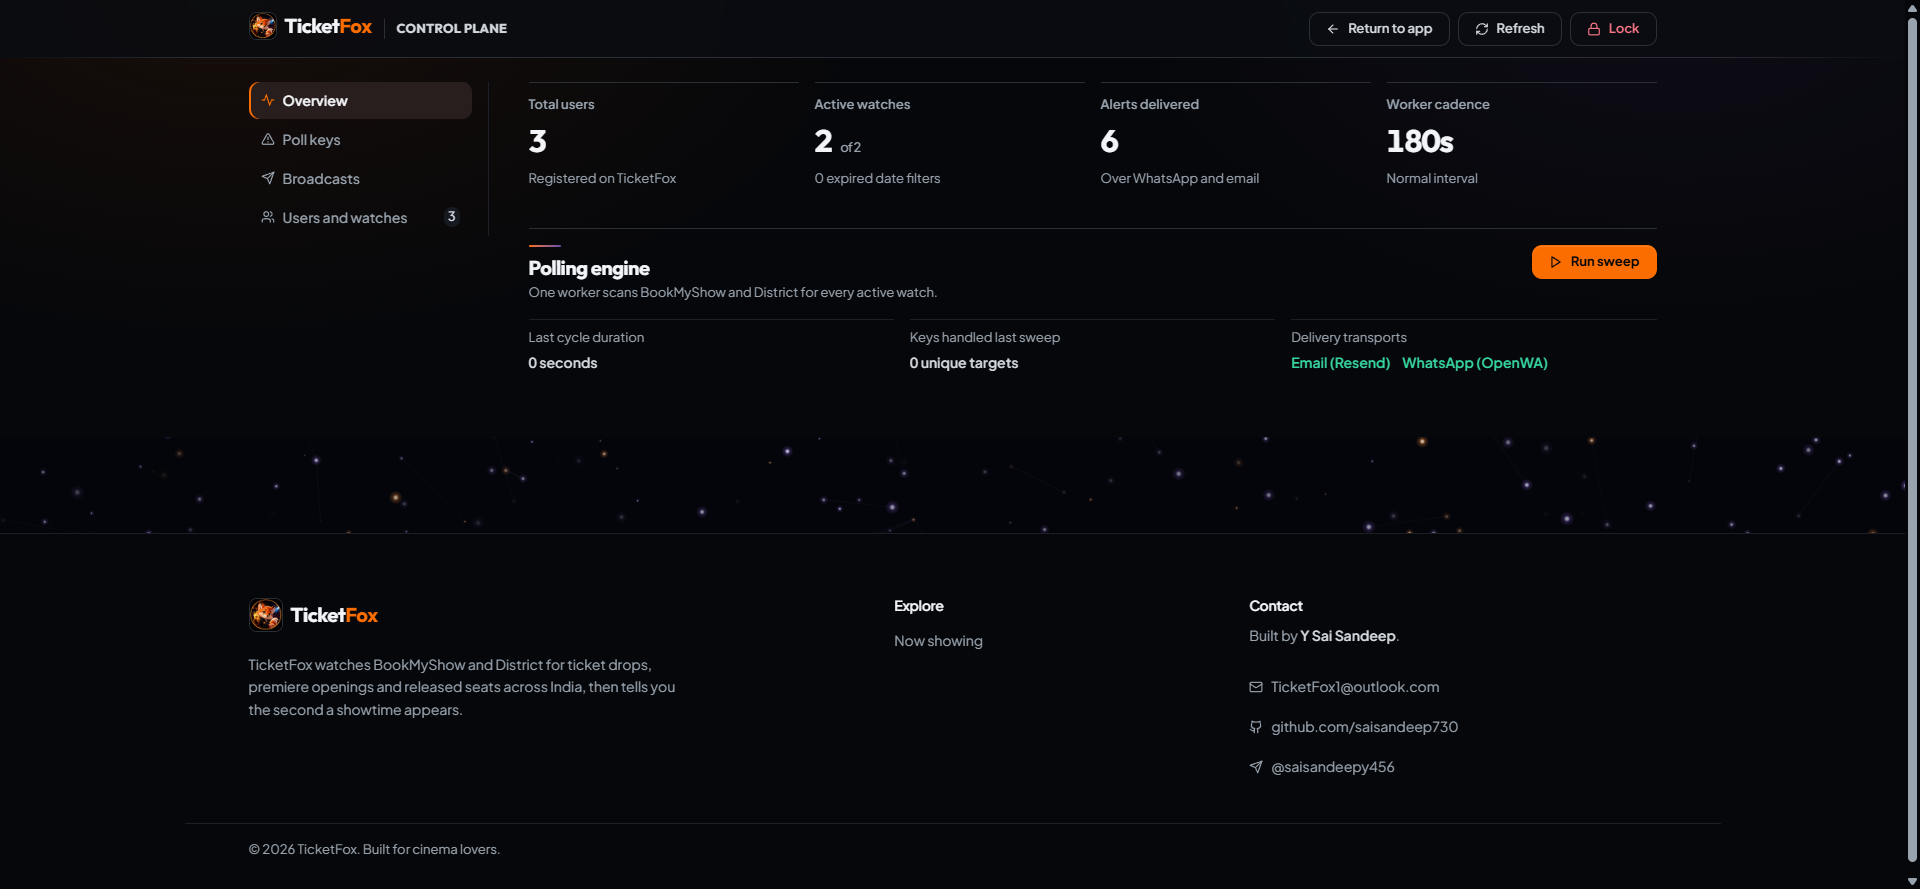 TicketFox
CONTROL PLANE
Return to app
Refresh
Lock
Overview
Poll keys
Broadcasts
Users and watches 3
Total users
3
Registered on TicketFox
Active watches
2 of 2
0 expired date filters
Alerts delivered
6
Over WhatsApp and email
Worker cadence
180s
Normal interval
Polling engine
One worker scans BookMyShow and District for every active watch.
Run sweep
Last cycle duration
0 seconds
Keys handled last sweep
0 unique targets
Delivery transports
Email (Resend) WhatsApp (OpenWA)
TicketFox
TicketFox watches BookMyShow and District for ticket drops,
premiere openings and released seats across India, then tells you
the second a showtime appears.
Explore
Now showing
Contact
Built by Y Sai Sandeep.
TicketFox1@outlook.com
github.com/saisandeep730
@saisandeepy456
© 2026 TicketFox. Built for cinema lovers.